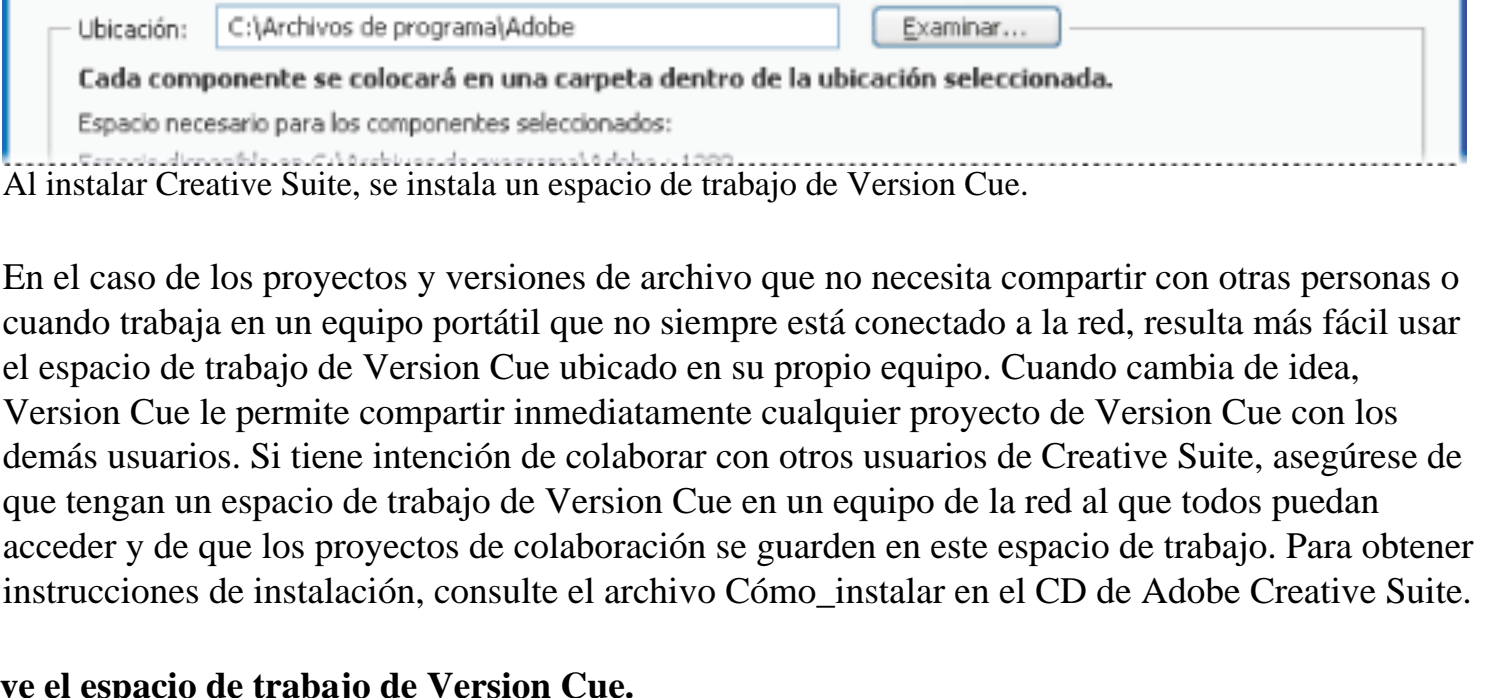 Ubicación: C:\Archivos de programa\Adobe Examinar...
Cada componente se colocará en una carpeta dentro de la ubicación seleccionada.
Espacio necesario para los componentes seleccionados:
Al instalar Creative Suite, se instala un espacio de trabajo de Version Cue.
En el caso de los proyectos y versiones de archivo que no necesita compartir con otras personas o
cuando trabaja en un equipo portátil que no siempre está conectado a la red, resulta más fácil usar
el espacio de trabajo de Version Cue ubicado en su propio equipo. Cuando cambia de idea,
Version Cue le permite compartir inmediatamente cualquier proyecto de Version Cue con los
demás usuarios. Si tiene intención de colaborar con otros usuarios de Creative Suite, asegúrese de
que tengan un espacio de trabajo de Version Cue en un equipo de la red al que todos puedan
acceder y de que los proyectos de colaboración se guarden en este espacio de trabajo. Para obtener
instrucciones de instalación, consulte el archivo Cómo_instalar en el CD de Adobe Creative Suite.
ve el espacio de trabajo de Version Cue.